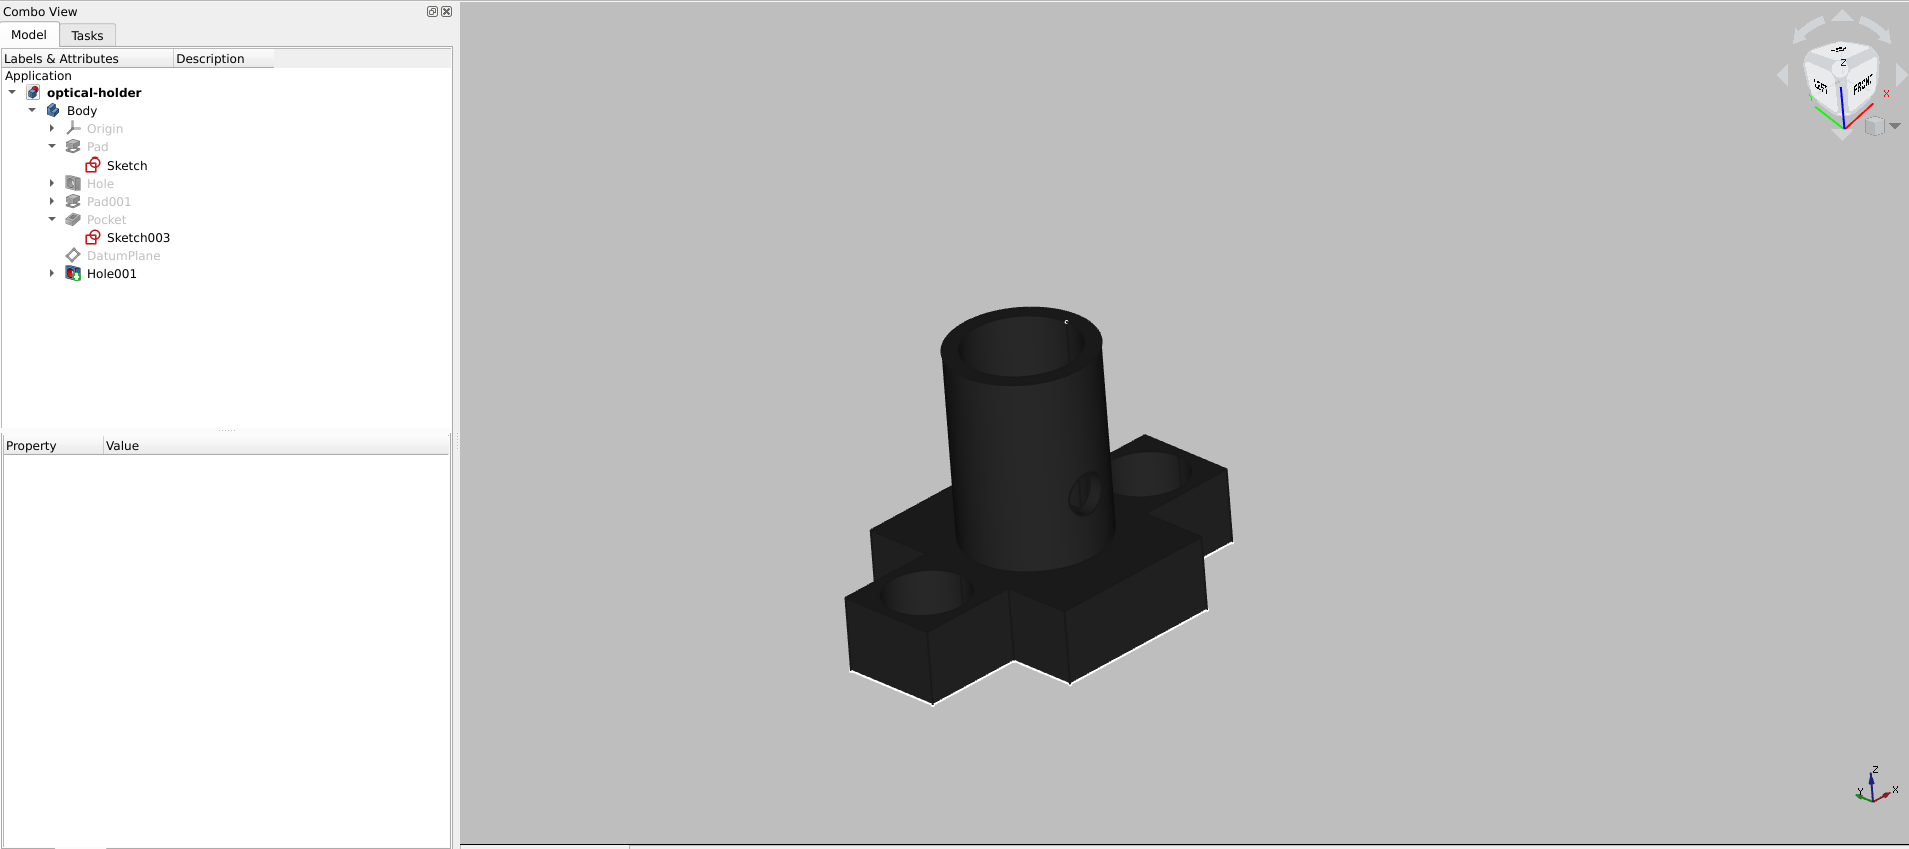 Combo View
Model Tasks
Labels & Attributes Description
Application
optical-holder
Body
Origin
Pad
Sketch
Hole
Pad001
Pocket
Sketch003
DatumPlane
Hole001
Property Value
Z
LEFT FRONT
X
Z
Y X